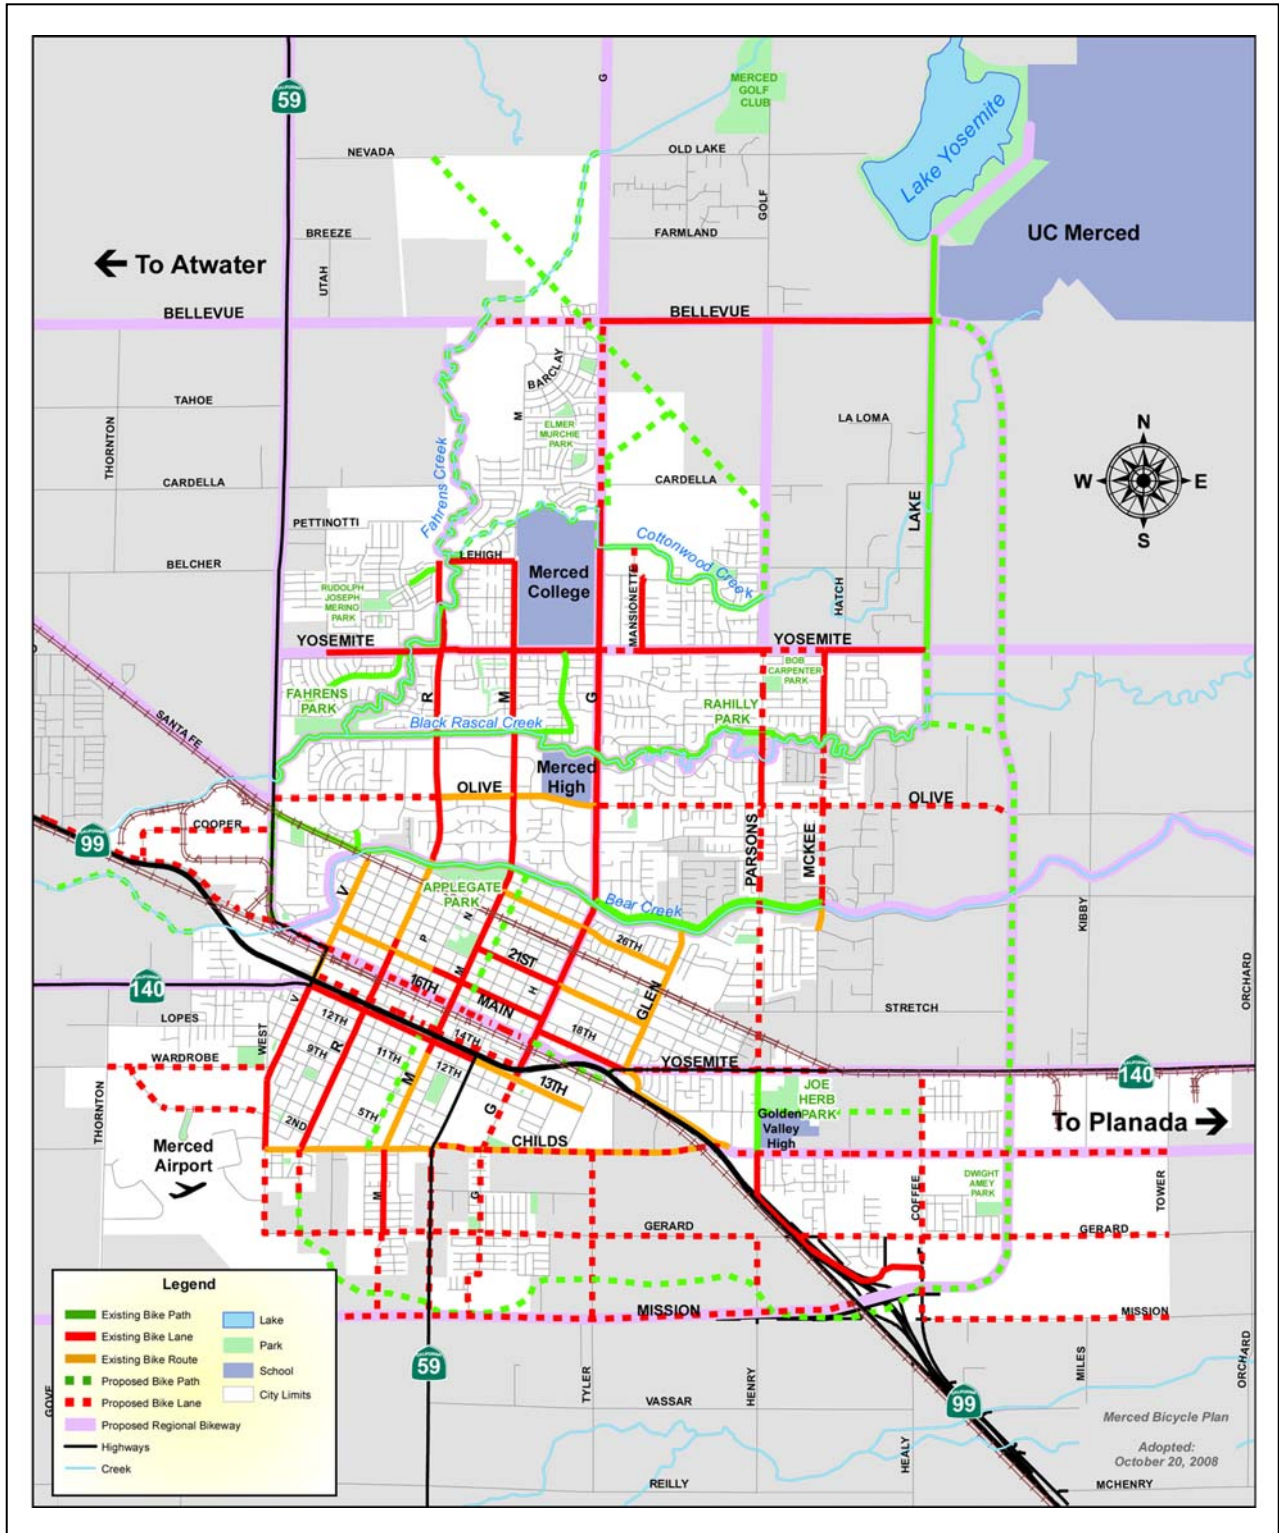 CALIFORNIA
59
G
MERCED
GOLF
CLUB
NEVADA
OLD LAKE
Lake Yosemite
GOLF
BREEZE
FARMLAND
UC Merced
← To Atwater
UTAH
BELLEVUE
BELLEVUE
BARCLAY
TAHOE
M
LA LOMA
N
ELMER
MURCHIE
PARK
THORNTON
Fahrens Creek
CARDELLA
CARDELLA
W
E
LAKE
S
PETTINOTTI
Cottonwood Creek
LEHIGH
BELCHER
Merced
College
MANSIONETTE
HATCH
RUDOLPH
JOSEPH
MERINO
PARK
YOSEMITE
YOSEMITE
BOB
CARPENTER
PARK
FAHRENS
PARK
R
M
G
RAHILLY
PARK
SANTA FE
Black Rascal Creek
Merced
High
OLIVE
OLIVE
COOPER
CALIFORNIA
99
PARSONS
MCKEE
V
APPLEGATE
PARK
Bear Creek
KIBBY
N
P
26TH
21ST
M
ORCHARD
16TH
H
CALIFORNIA
140
MAIN
GLEN
STRETCH
V
LOPES
12TH
14TH
18TH
WEST
R
9TH
11TH
WARDROBE
YOSEMITE
12TH
M
13TH
CALIFORNIA
140
THORNTON
JOE
HERB
PARK
5TH
G
Golden
Valley
High
To Planada →
2ND
CHILDS
Merced
Airport
DWIGHT
AMEY
PARK
M
G
COFFEE
TOWER
GERARD
GERARD
MISSION
MISSION
Legend
Existing Bike Path
Existing Bike Lane
Existing Bike Route
Proposed Bike Path
Proposed Bike Lane
Proposed Regional Bikeway
Highways
Creek
Lake
Park
School
City Limits
CALIFORNIA
59
GOVE
TYLER
HENRY
MILES
ORCHARD
VASSAR
CALIFORNIA
99
Merced Bicycle Plan
HEALY
Adopted:
October 20, 2008
REILLY
MCHENRY